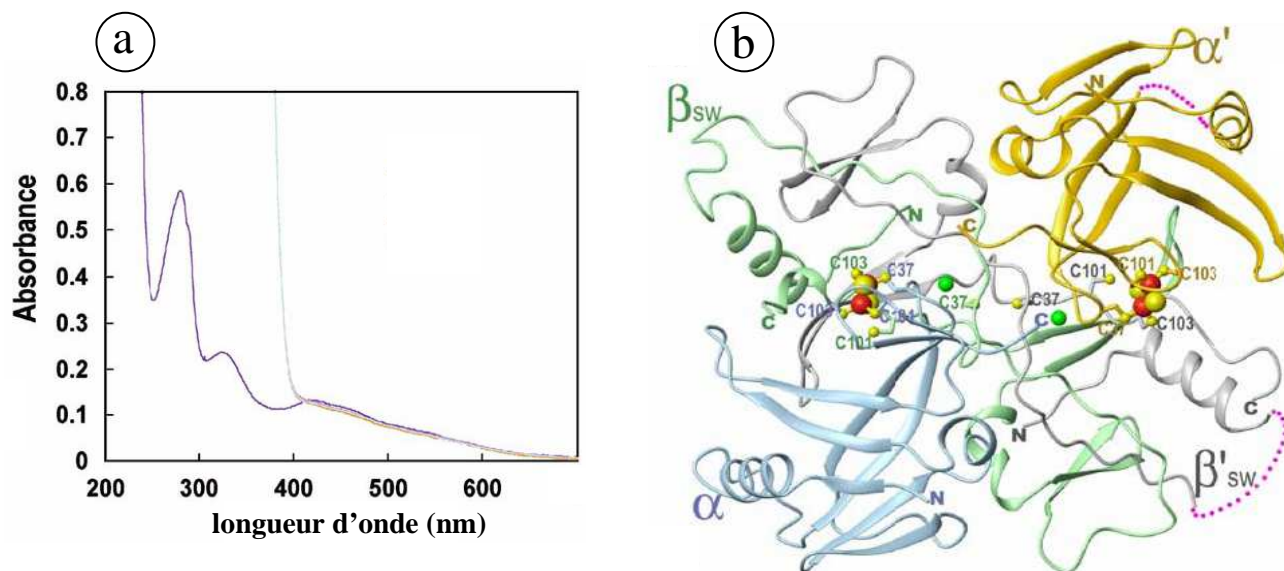 a
0.8
0.7
0.6
0.5
0.4
0.3
0.2
0.1
0
Absorbance
200 300 400 500 600
longueur d'onde (nm)
b
α'
N
βsw
N
C
C103
C37
C101
C101
C103
C101
C37
C37
C103
C
C
C101
N
C
N
α
β'sw